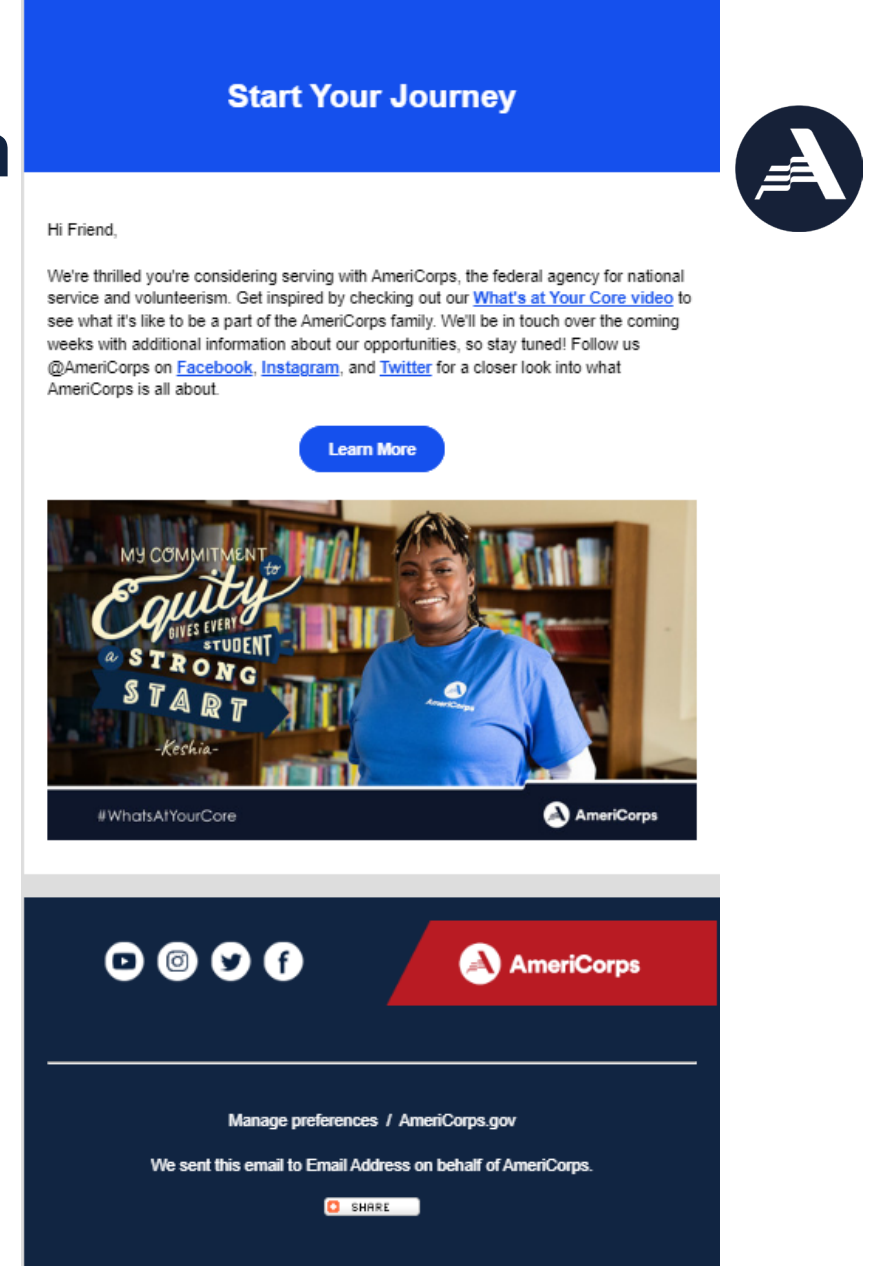 Start Your Journey
Hi Friend,
We're thrilled you're considering serving with AmeriCorps, the federal agency for national
service and volunteerism. Get inspired by checking out our What's at Your Core video to
see what it's like to be a part of the AmeriCorps family. We'll be in touch over the coming
weeks with additional information about our opportunities, so stay tuned! Follow us
@AmeriCorps on Facebook, Instagram, and Twitter for a closer look into what
AmeriCorps is all about.
Learn More
MY COMMITMENT
to
Equity
GIVES EVERY
STUDENT
a STRONG
START
-Keshia-
AmeriCorps
#WhatsAtYourCore
AmeriCorps
AmeriCorps
Manage preferences / AmeriCorps.gov
We sent this email to Email Address on behalf of AmeriCorps.
SHARE